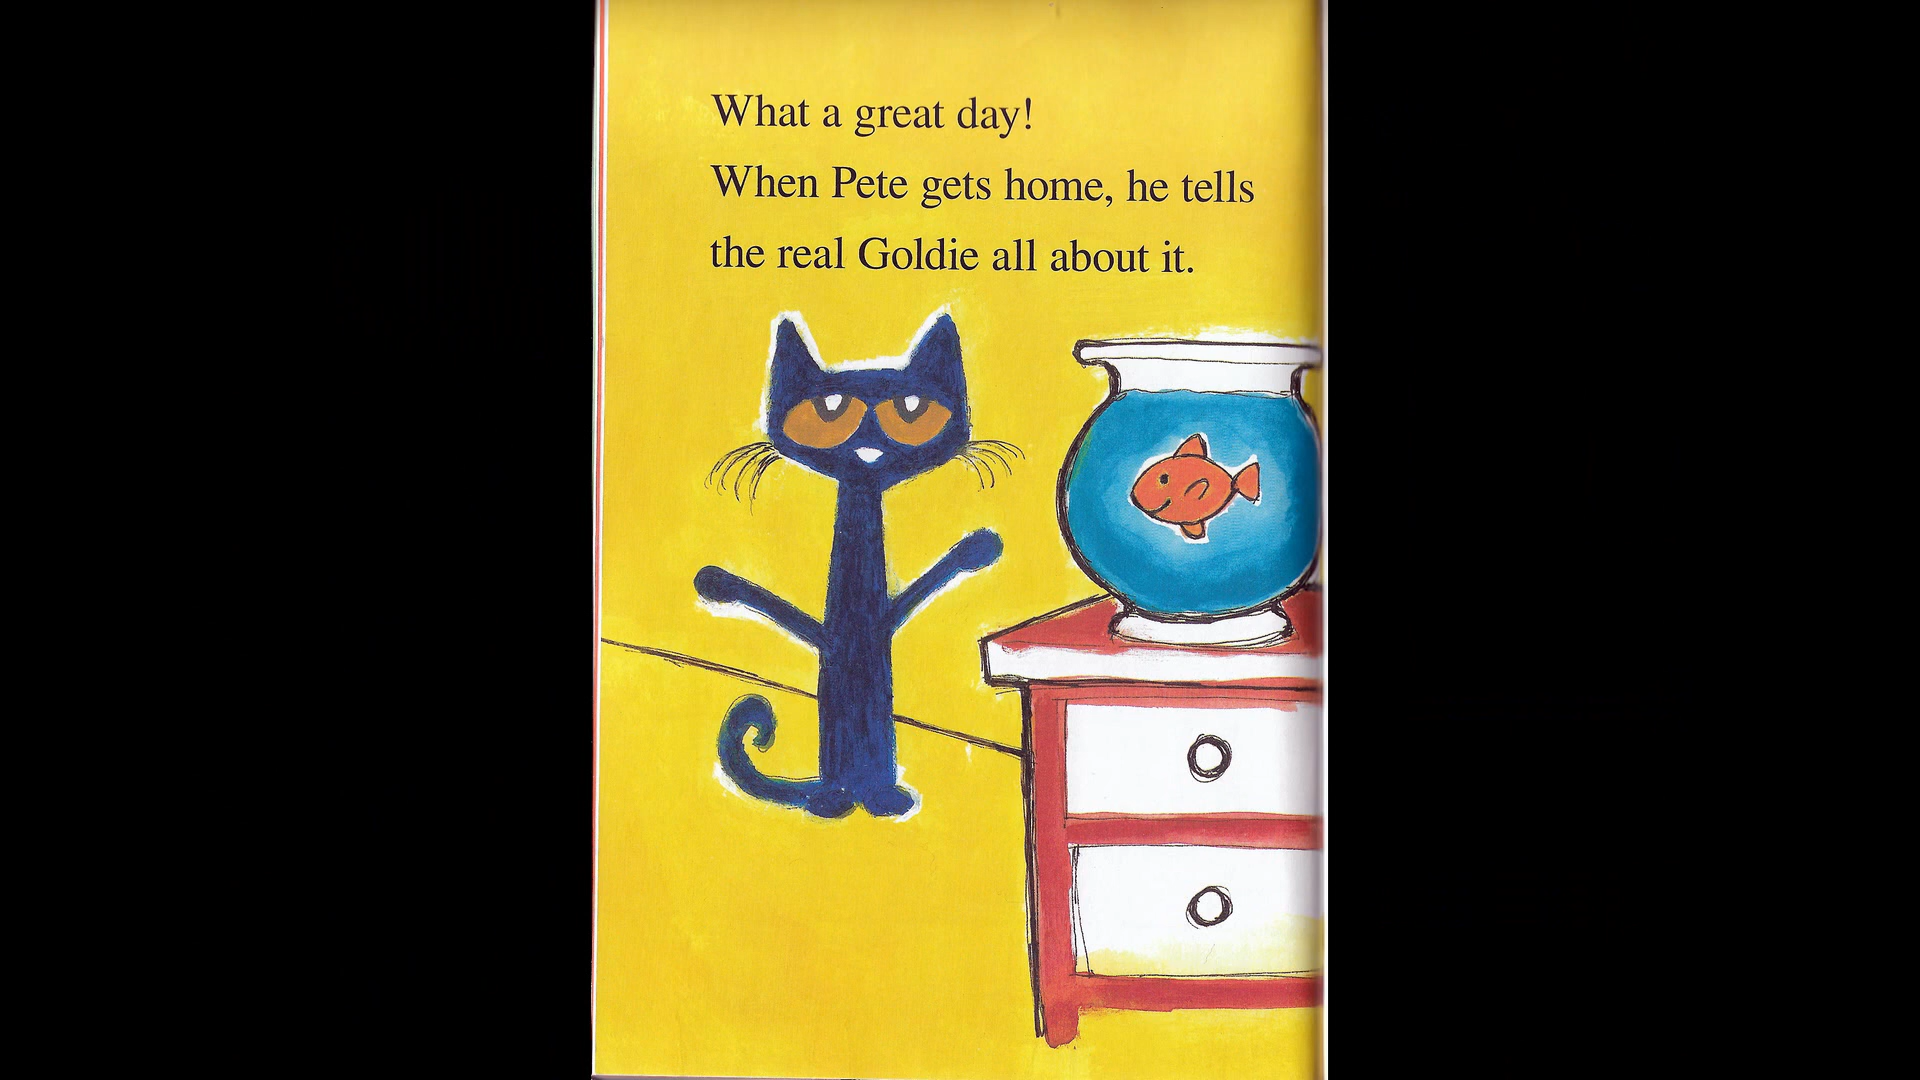 What a great day!
When Pete gets home, he tells
the real Goldie all about it.